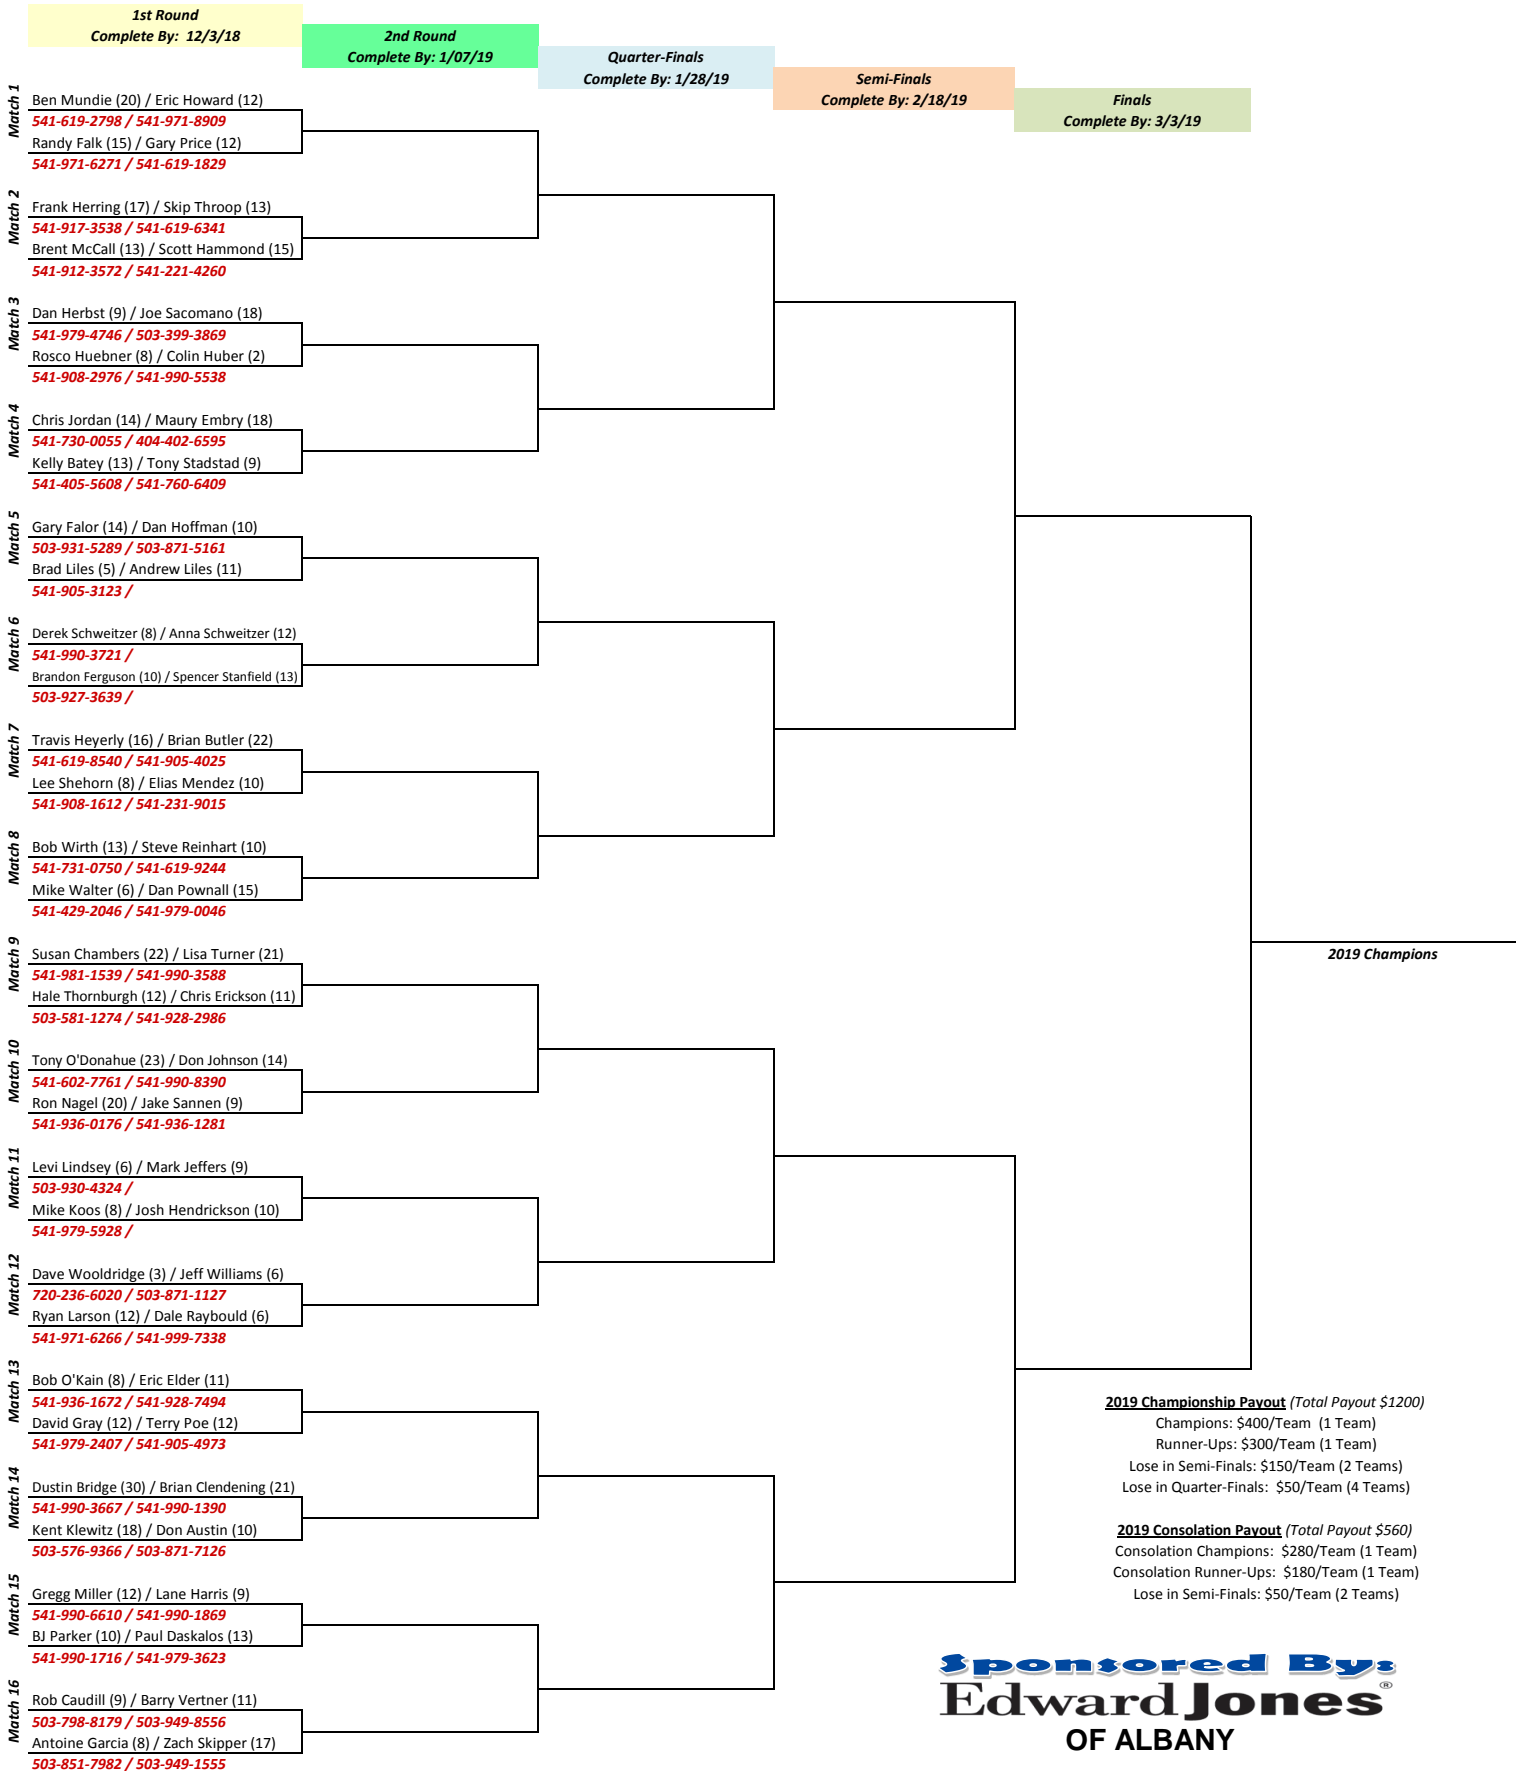 1st Round
Complete By:  12/3/18
2nd Round
Complete By: 1/07/19
Quarter-Finals
Complete By: 1/28/19
Semi-Finals
Complete By: 2/18/19
Finals
Complete By: 3/3/19
Match 1
Ben Mundie (20) / Eric Howard (12)
541-619-2798 / 541-971-8909
Randy Falk (15) / Gary Price (12)
541-971-6271 / 541-619-1829
Match 2
Frank Herring (17) / Skip Throop (13)
541-917-3538 / 541-619-6341
Brent McCall (13) / Scott Hammond (15)
541-912-3572 / 541-221-4260
Match 3
Dan Herbst (9) / Joe Sacomano (18)
541-979-4746 / 503-399-3869
Rosco Huebner (8) / Colin Huber (2)
541-908-2976 / 541-990-5538
Match 4
Chris Jordan (14) / Maury Embry (18)
541-730-0055 / 404-402-6595
Kelly Batey (13) / Tony Stadstad (9)
541-405-5608 / 541-760-6409
Match 5
Gary Falor (14) / Dan Hoffman (10)
503-931-5289 / 503-871-5161
Brad Liles (5) / Andrew Liles (11)
541-905-3123 /
Match 6
Derek Schweitzer (8) / Anna Schweitzer (12)
541-990-3721 /
Brandon Ferguson (10) / Spencer Stanfield (13)
503-927-3639 /
Match 7
Travis Heyerly (16) / Brian Butler (22)
541-619-8540 / 541-905-4025
Lee Shehorn (8) / Elias Mendez (10)
541-908-1612 / 541-231-9015
Match 8
Bob Wirth (13) / Steve Reinhart (10)
541-731-0750 / 541-619-9244
Mike Walter (6) / Dan Pownall (15)
541-429-2046 / 541-979-0046
Match 9
Susan Chambers (22) / Lisa Turner (21)
541-981-1539 / 541-990-3588
Hale Thornburgh (12) / Chris Erickson (11)
503-581-1274 / 541-928-2986
2019 Champions
Match 10
Tony O'Donahue (23) / Don Johnson (14)
541-602-7761 / 541-990-8390
Ron Nagel (20) / Jake Sannen (9)
541-936-0176 / 541-936-1281
Match 11
Levi Lindsey (6) / Mark Jeffers (9)
503-930-4324 /
Mike Koos (8) / Josh Hendrickson (10)
541-979-5928 /
Match 12
Dave Wooldridge (3) / Jeff Williams (6)
720-236-6020 / 503-871-1127
Ryan Larson (12) / Dale Raybould (6)
541-971-6266 / 541-999-7338
Match 13
Bob O'Kain (8) / Eric Elder (11)
541-936-1672 / 541-928-7494
David Gray (12) / Terry Poe (12)
541-979-2407 / 541-905-4973
Match 14
Dustin Bridge (30) / Brian Clendening (21)
541-990-3667 / 541-990-1390
Kent Klewitz (18) / Don Austin (10)
503-576-9366 / 503-871-7126
Match 15
Gregg Miller (12) / Lane Harris (9)
541-990-6610 / 541-990-1869
BJ Parker (10) / Paul Daskalos (13)
541-990-1716 / 541-979-3623
Match 16
Rob Caudill (9) / Barry Vertner (11)
503-798-8179 / 503-949-8556
Antoine Garcia (8) / Zach Skipper (17)
503-851-7982 / 503-949-1555
2019 Championship Payout (Total Payout $1200)
Champions: $400/Team  (1 Team)
Runner-Ups: $300/Team (1 Team)
Lose in Semi-Finals: $150/Team (2 Teams)
Lose in Quarter-Finals:  $50/Team (4 Teams)
2019 Consolation Payout (Total Payout $560)
Consolation Champions:  $280/Team (1 Team)
Consolation Runner-Ups:  $180/Team (1 Team)
Lose in Semi-Finals: $50/Team (2 Teams)
Sponsored By:
Edward Jones®
OF ALBANY